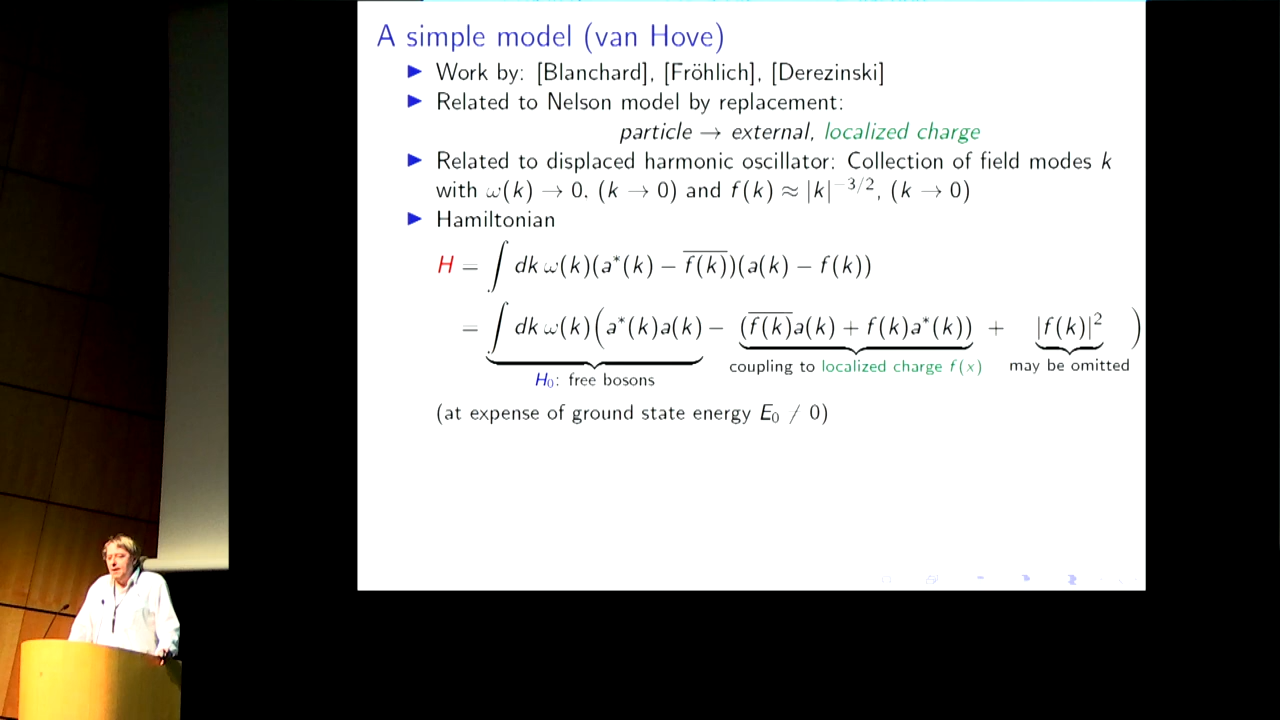 A simple model (van Hove)
▶ Work by: [Blanchard], [Fröhlich], [Derezinski]
▶ Related to Nelson model by replacement:
particle → external, localized charge
▶ Related to displaced harmonic oscillator: Collection of field modes k
with ω(k) → 0, (k → 0) and f(k) ≈ |k|^{−3/2}, (k → 0)
▶ Hamiltonian
H = ∫ dk ω(k)(a*(k) − \overline{f(k)})(a(k) − f(k))
= ∫ dk ω(k)(a*(k)a(k) − (\overline{f(k)}a(k) + f(k)a*(k)) + |f(k)|² )
H₀: free bosons
coupling to localized charge f(x)
may be omitted
(at expense of ground state energy E₀ / 0)